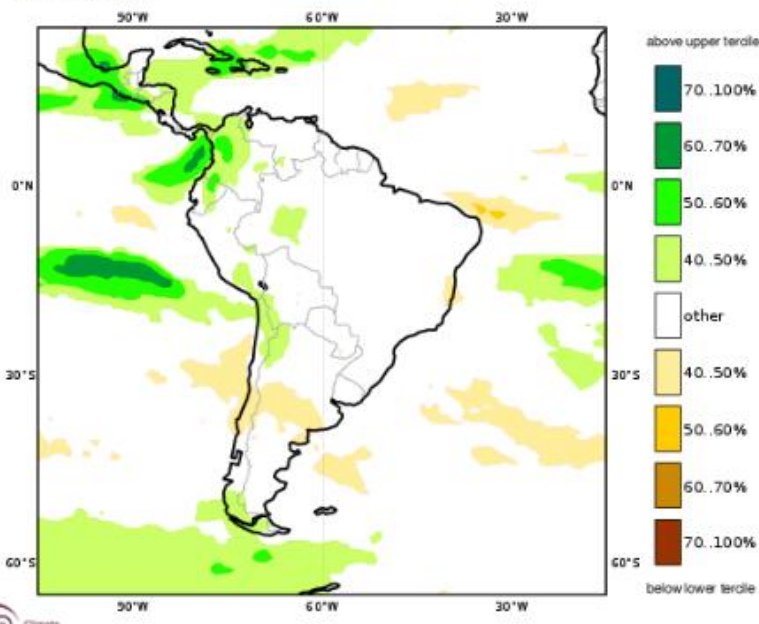 90°W 60°W 30°W
above upper tercile
70..100%
60..70%
0°N 0°N
50..60%
40..50%
other
30°S 30°S
40..50%
50..60%
60..70%
70..100%
60°S 60°S
below lower tercile
90°W 60°W 30°W
Climate